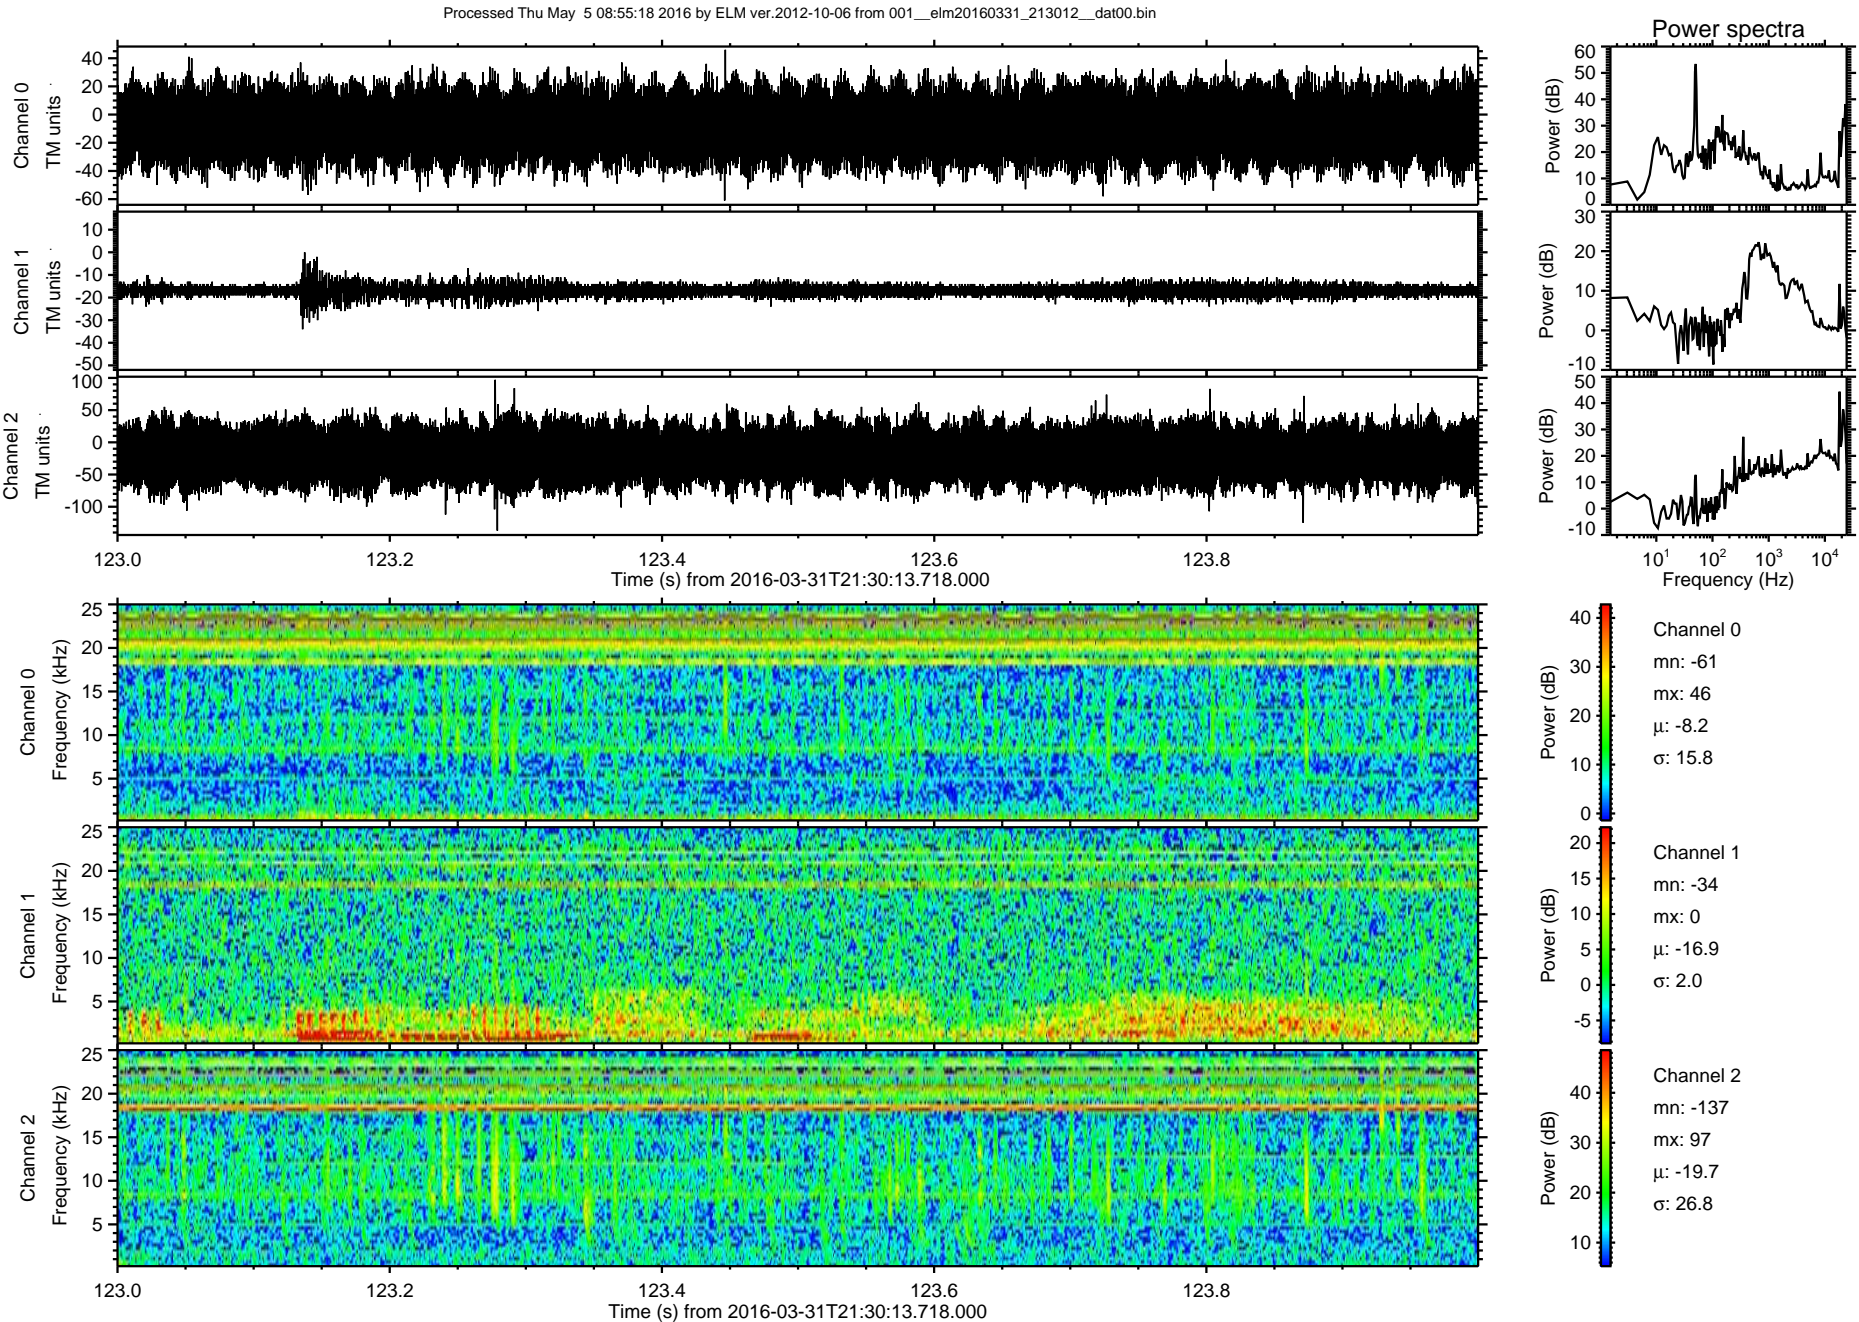 Processed Thu May  5 08:55:18 2016 by ELM ver.2012-10-06 from 001__elm20160331_213012__dat00.bin
Power spectra
Channel 0
TM units
40
20
0
-20
-40
-60
Power (dB)
60
50
40
30
20
10
0
Channel 1
TM units
10
0
-10
-20
-30
-40
-50
Power (dB)
30
20
10
0
-10
Channel 2
TM units
100
50
0
-50
-100
Power (dB)
50
40
30
20
10
0
-10
123.0 123.2 123.4 123.6 123.8
Time (s) from 2016-03-31T21:30:13.718.000
10¹ 10² 10³ 10⁴
Frequency (Hz)
Channel 0
Frequency (kHz)
25
20
15
10
5
Power (dB)
40
30
20
10
0
Channel 0
mn: -61
mx: 46
μ: -8.2
σ: 15.8
Channel 1
Frequency (kHz)
25
20
15
10
5
Power (dB)
20
15
10
5
0
-5
Channel 1
mn: -34
mx: 0
μ: -16.9
σ: 2.0
Channel 2
Frequency (kHz)
25
20
15
10
5
Power (dB)
40
30
20
10
Channel 2
mn: -137
mx: 97
μ: -19.7
σ: 26.8
123.0 123.2 123.4 123.6 123.8
Time (s) from 2016-03-31T21:30:13.718.000